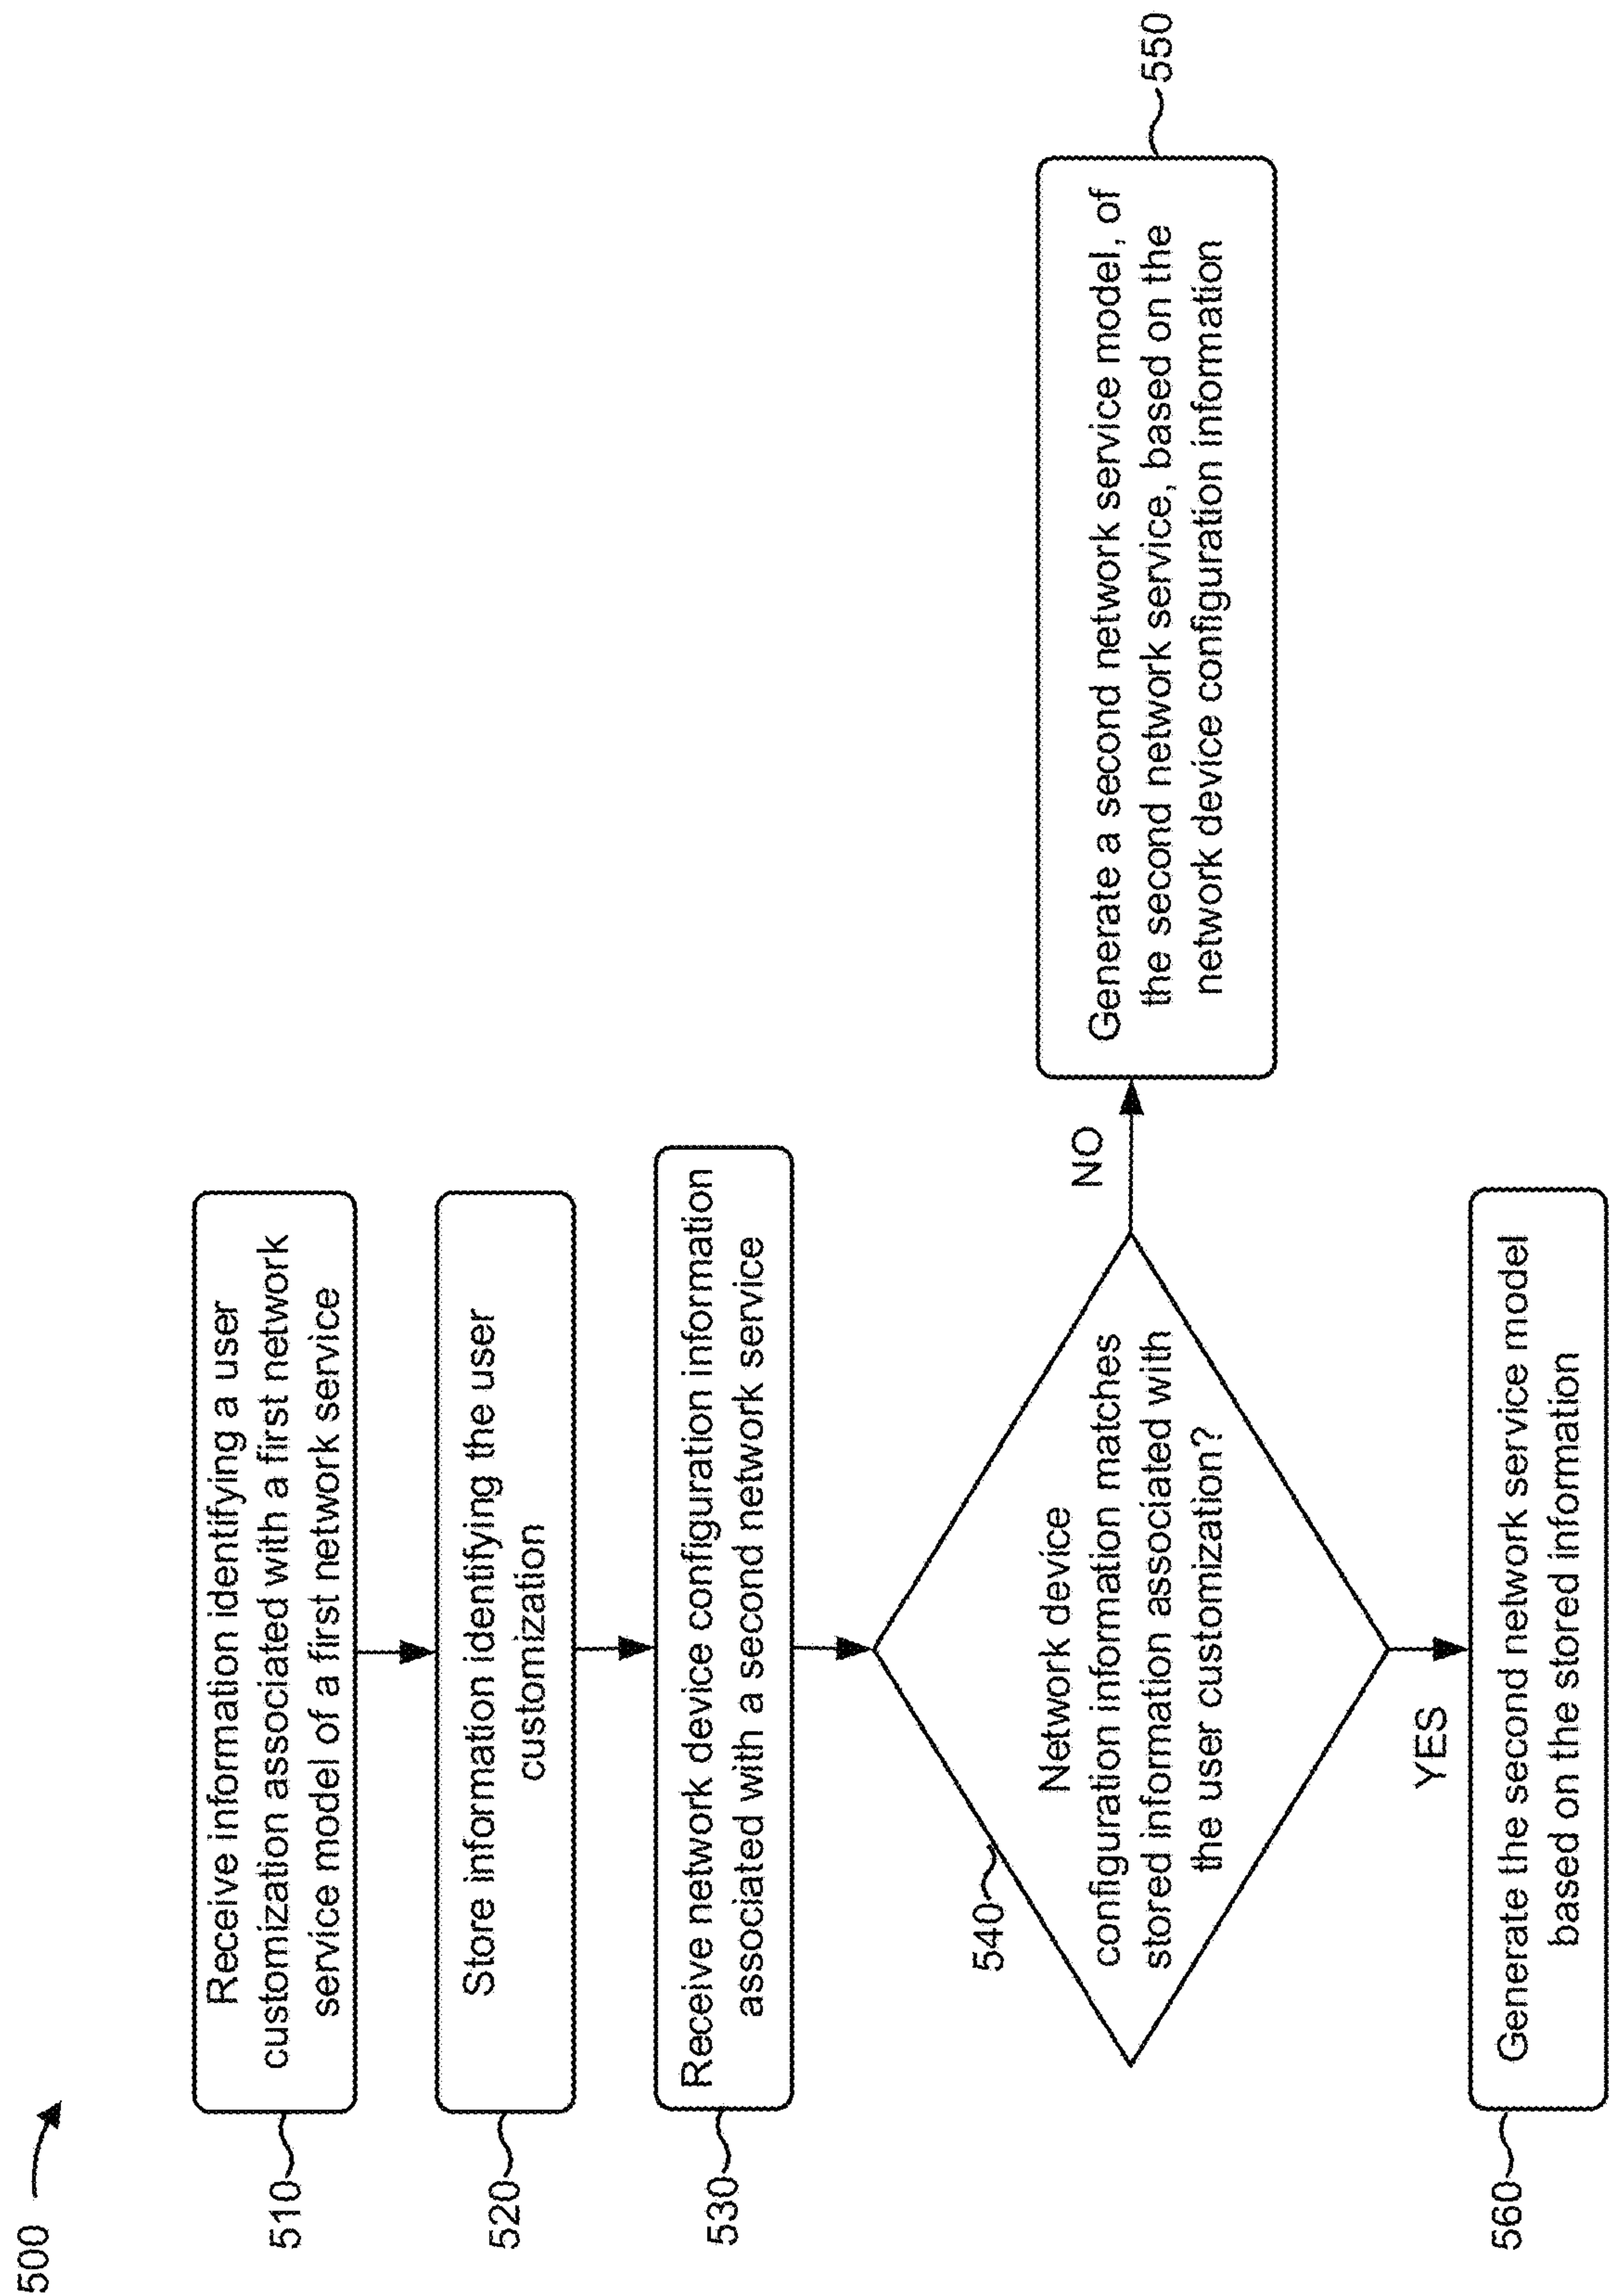 500
510
Receive information identifying a user
customization associated with a first network
service model of a first network service
520
Store information identifying the user
customization
530
Receive network device configuration information
associated with a second network service
540
Network device
configuration information matches
stored information associated with
the user customization?
NO
550
Generate a second network service model, of
the second network service, based on the
network device configuration information
YES
560
Generate the second network service model
based on the stored information